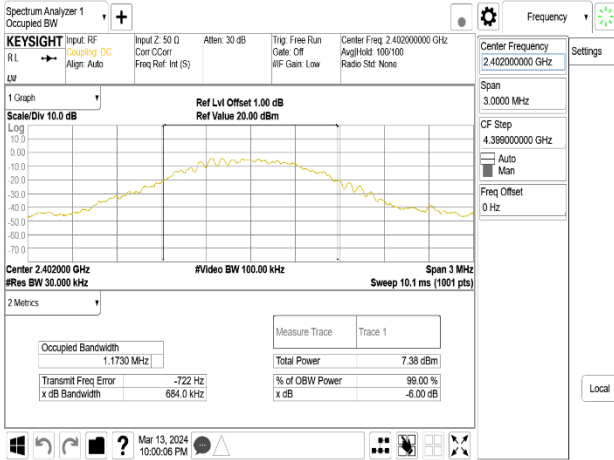 Spectrum Analyzer 1
Occupied BW
+
Frequency
KEYSIGHT
RL
Input: RF
Coupling: DC
Align: Auto
Input Z: 50 Ω
Corr CCorr
Freq Ref: Int (S)
Atten: 30 dB
Trig: Free Run
Gate: Off
#IF Gain: Low
Center Freq: 2.402000000 GHz
Avg|Hold: 100/100
Radio Std: None
Center Frequency
2.402000000 GHz
Settings
Span
3.0000 MHz
CF Step
4.399000000 GHz
Auto
Man
Freq Offset
0 Hz
1 Graph
Scale/Div 10.0 dB
Ref Lvl Offset 1.00 dB
Ref Value 20.00 dBm
Log
10.0
0.00
-10.0
-20.0
-30.0
-40.0
-50.0
-60.0
-70.0
Center 2.402000 GHz
#Res BW 30.000 kHz
#Video BW 100.00 kHz
Span 3 MHz
Sweep 10.1 ms (1001 pts)
2 Metrics
Measure Trace
Trace 1
Occupied Bandwidth
1.1730 MHz
Total Power
7.38 dBm
Transmit Freq Error
-722 Hz
% of OBW Power
99.00 %
x dB Bandwidth
684.0 kHz
x dB
-6.00 dB
Local
?
Mar 13, 2024
10:00:06 PM